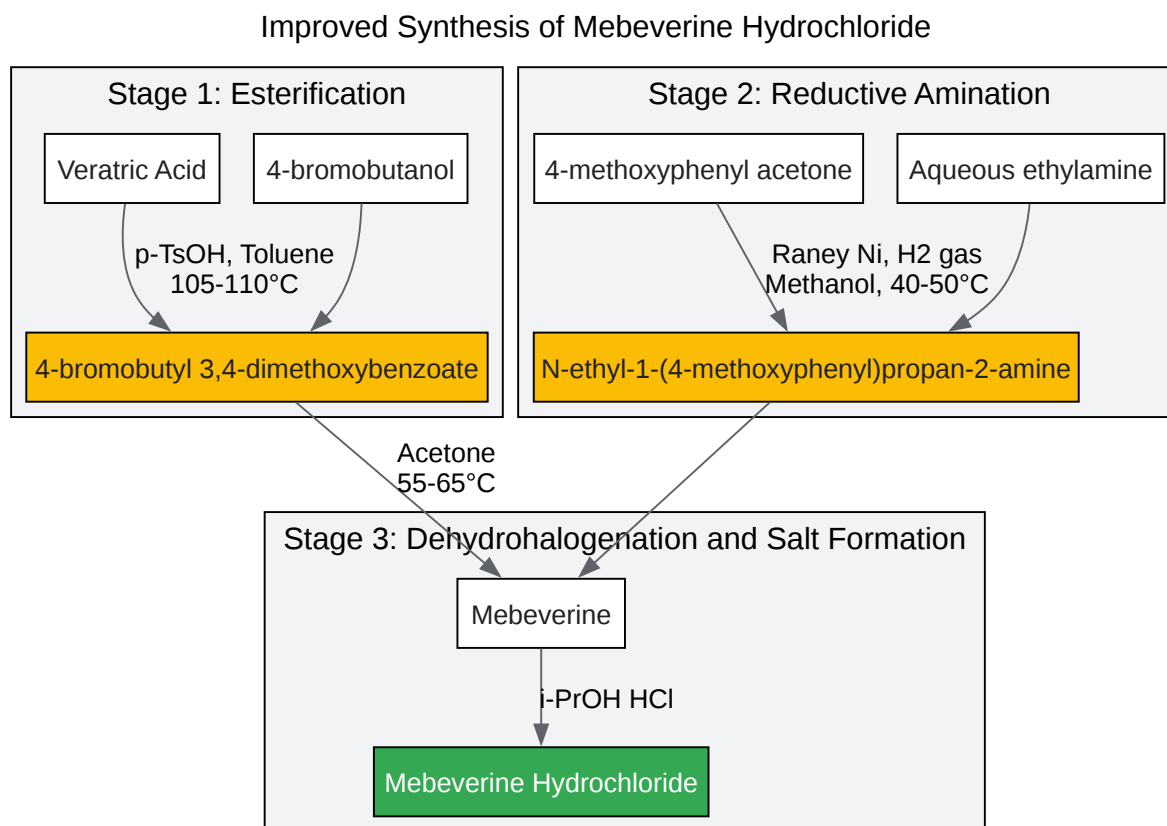 Improved Synthesis of Mebeverine Hydrochloride
Stage 1: Esterification
Veratric Acid
4-bromobutanol
p-TsOH, Toluene
105-110°C
4-bromobutyl 3,4-dimethoxybenzoate
Stage 2: Reductive Amination
4-methoxyphenyl acetone
Aqueous ethylamine
Raney Ni, H2 gas
Methanol, 40-50°C
N-ethyl-1-(4-methoxyphenyl)propan-2-amine
Acetone
55-65°C
Stage 3: Dehydrohalogenation and Salt Formation
Mebeverine
i-PrOH HCl
Mebeverine Hydrochloride